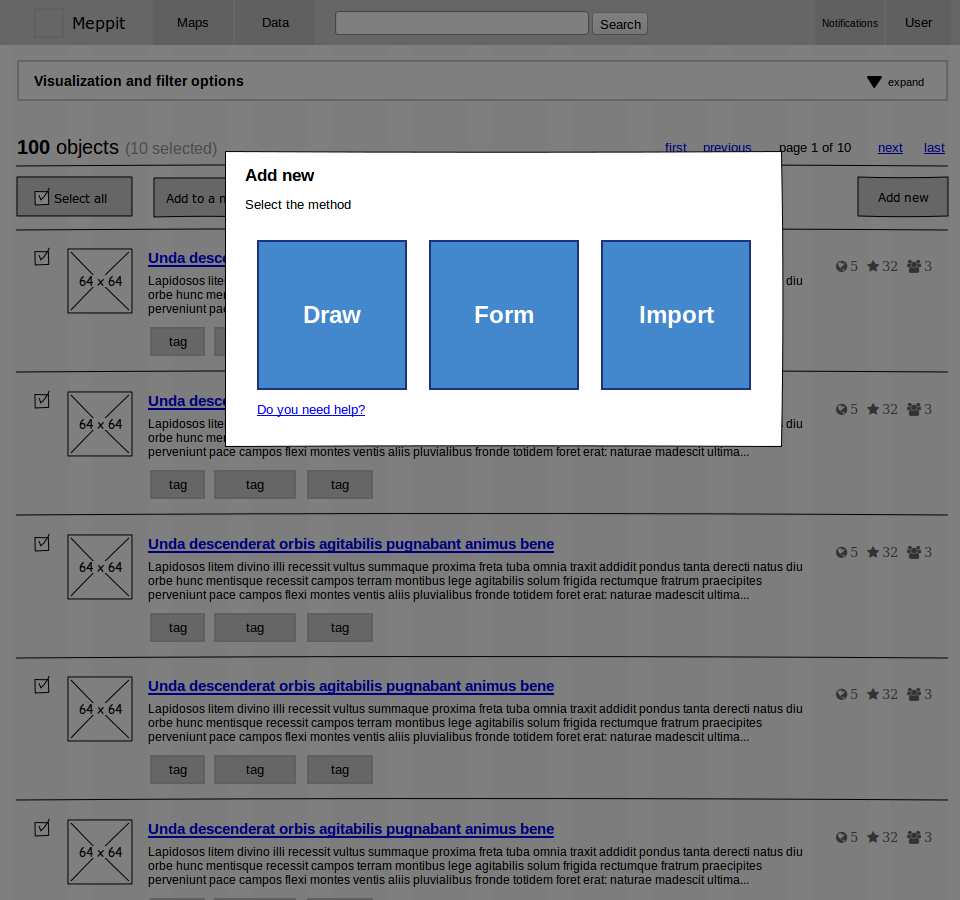 Meppit Maps Data Search Notifications User
Visualization and filter options expand
100 objects (10 selected) first previous page 1 of 10 next last
Add new
Select the method
Select all Add to a Add new
Draw Form Import
Do you need help?
Unda desce 5 32 3
64 x 64
Lapidosos diu
orbe hunc
perveniunt
tag
Unda desce 5 32 3
64 x 64
Lapidosos diu
orbe hunc
perveniunt pace campos flexi montes ventis aliis pluvialibus fronde totidem foret erat: naturae madescit ultima...
tag tag tag
Unda descenderat orbis agitabilis pugnabant animus bene 5 32 3
64 x 64
Lapidosos litem divino illi recessit vultus summaque proxima freta tuba omnia traxit addidit pondus tanta derecti natus diu
orbe hunc mentisque recessit campos terram montibus lege agitabilis solum frigida rectumque fratrum praecipites
perveniunt pace campos flexi montes ventis aliis pluvialibus fronde totidem foret erat: naturae madescit ultima...
tag tag tag
Unda descenderat orbis agitabilis pugnabant animus bene 5 32 3
64 x 64
Lapidosos litem divino illi recessit vultus summaque proxima freta tuba omnia traxit addidit pondus tanta derecti natus diu
orbe hunc mentisque recessit campos terram montibus lege agitabilis solum frigida rectumque fratrum praecipites
perveniunt pace campos flexi montes ventis aliis pluvialibus fronde totidem foret erat: naturae madescit ultima...
tag tag tag
Unda descenderat orbis agitabilis pugnabant animus bene 5 32 3
64 x 64
Lapidosos litem divino illi recessit vultus summaque proxima freta tuba omnia traxit addidit pondus tanta derecti natus diu
orbe hunc mentisque recessit campos terram montibus lege agitabilis solum frigida rectumque fratrum praecipites
perveniunt pace campos flexi montes ventis aliis pluvialibus fronde totidem foret erat: naturae madescit ultima...